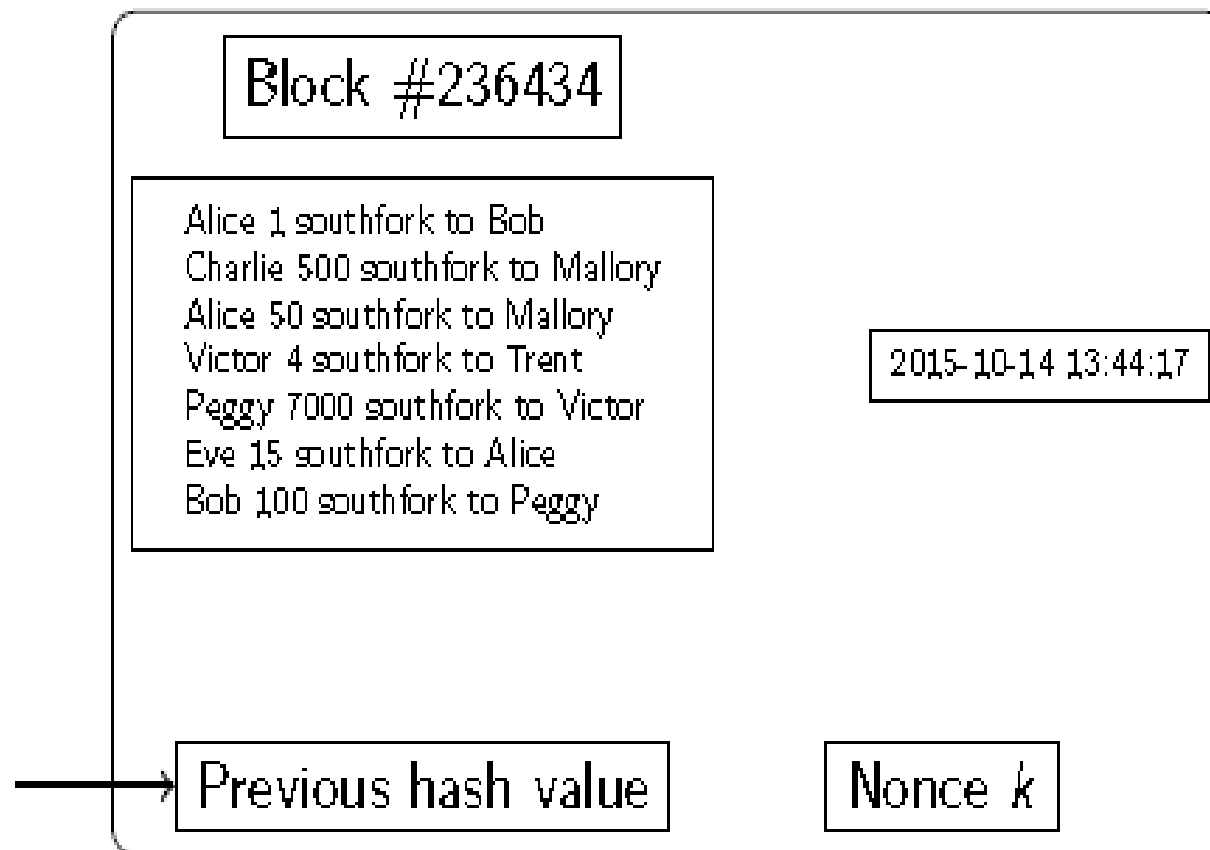 Block #236434
Alice 1 southfork to Bob
Charlie 500 southfork to Mallory
Alice 50 southfork to Mallory
Victor 4 southfork to Trent
Peggy 7000 southfork to Victor
Eve 15 southfork to Alice
Bob 100 southfork to Peggy
2015-10-14 13:44:17
Previous hash value
Nonce k